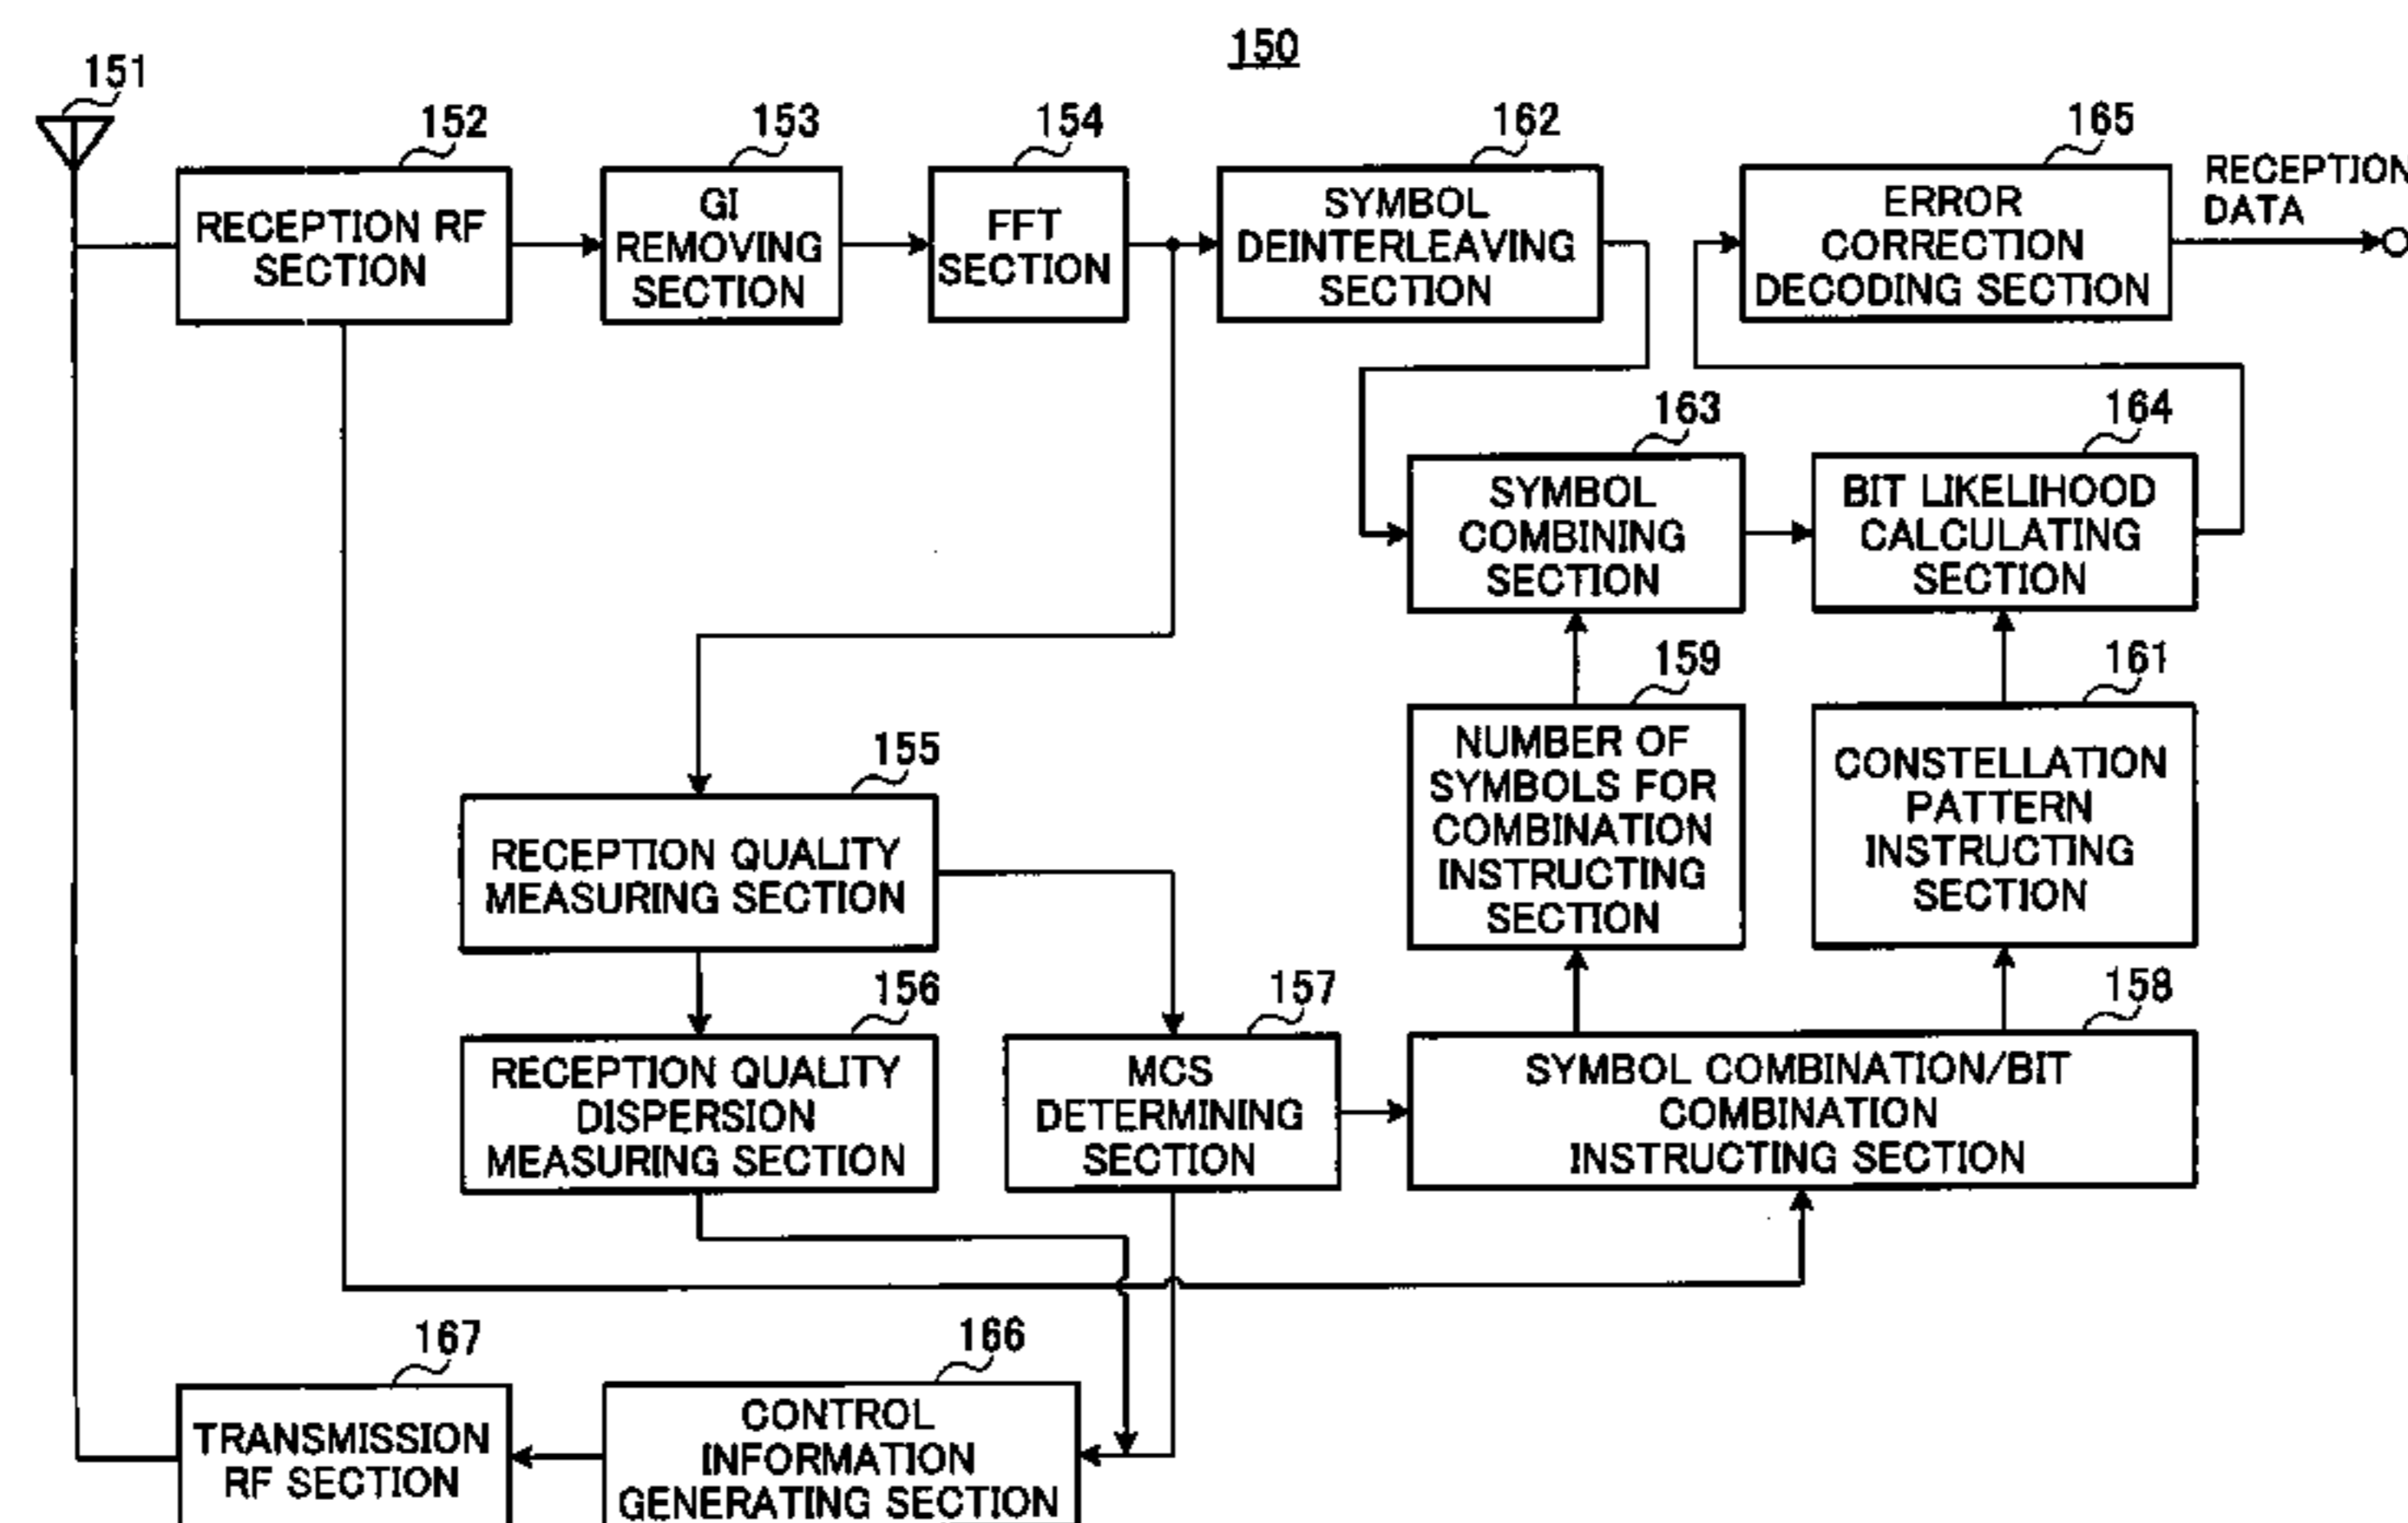 150
151
152
153
154
162
165
RECEPTION RF
SECTION
GI
REMOVING
SECTION
FFT
SECTION
SYMBOL
DEINTERLEAVING
SECTION
ERROR
CORRECTION
DECODING SECTION
RECEPTION
DATA
163
164
SYMBOL
COMBINING
SECTION
BIT LIKELIHOOD
CALCULATING
SECTION
159
161
NUMBER OF
SYMBOLS FOR
COMBINATION
INSTRUCTING
SECTION
CONSTELLATION
PATTERN
INSTRUCTING
SECTION
155
RECEPTION QUALITY
MEASURING SECTION
156
157
158
RECEPTION QUALITY
DISPERSION
MEASURING SECTION
MCS
DETERMINING
SECTION
SYMBOL COMBINATION/BIT
COMBINATION
INSTRUCTING SECTION
167
166
TRANSMISSION
RF SECTION
CONTROL
INFORMATION
GENERATING SECTION